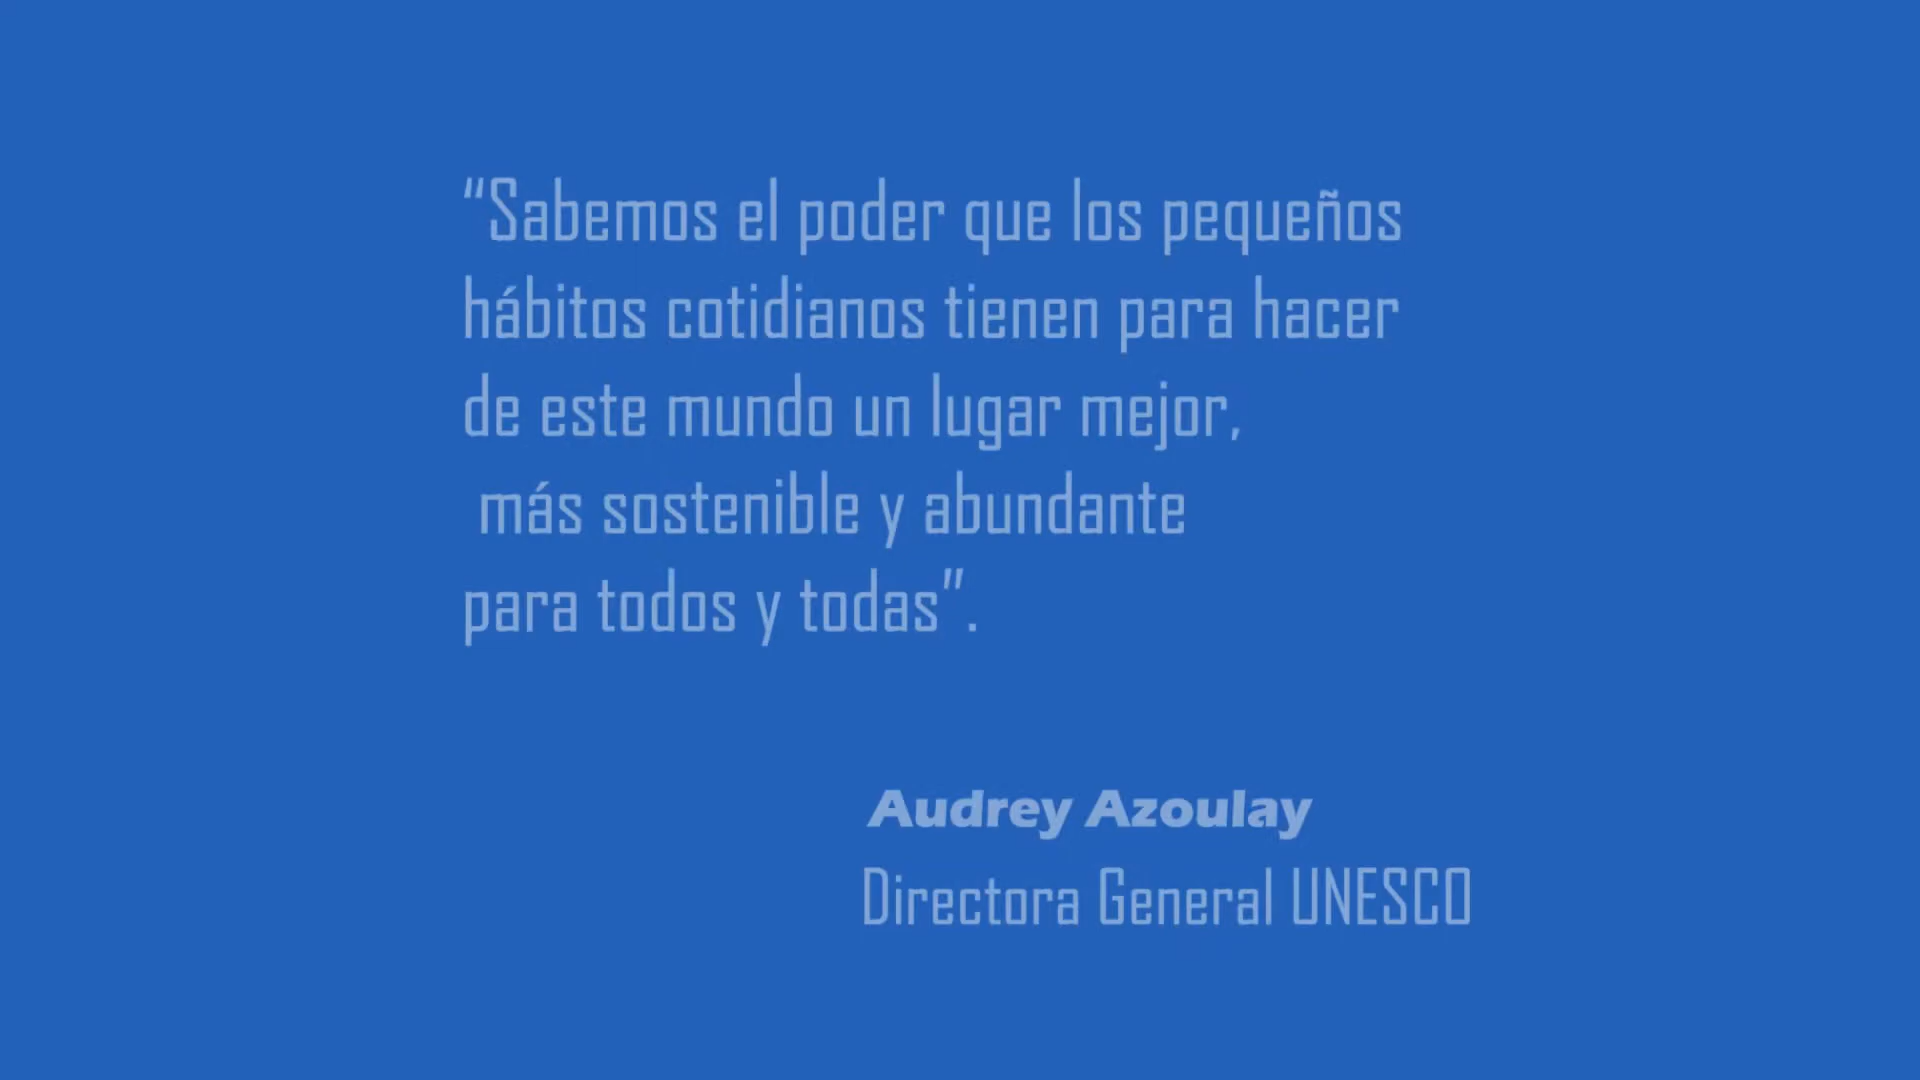 “Sabemos el poder que los pequeños
hábitos cotidianos tienen para hacer
de este mundo un lugar mejor,
más sostenible y abundante
para todos y todas”.
Audrey Azoulay
Directora General UNESCO